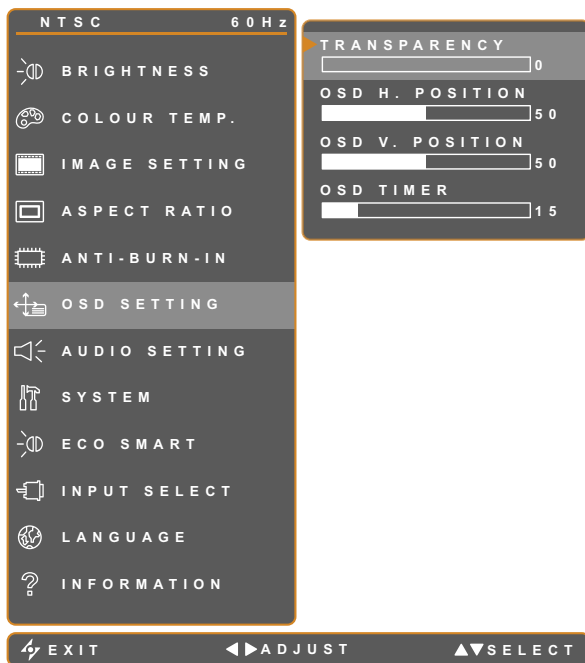 NTSC 60Hz
BRIGHTNESS
COLOUR TEMP.
IMAGE SETTING
ASPECT RATIO
ANTI-BURN-IN
OSD SETTING
AUDIO SETTING
SYSTEM
ECO SMART
INPUT SELECT
LANGUAGE
INFORMATION
TRANSPARENCY
0
OSD H. POSITION
50
OSD V. POSITION
50
OSD TIMER
15
EXIT ADJUST SELECT